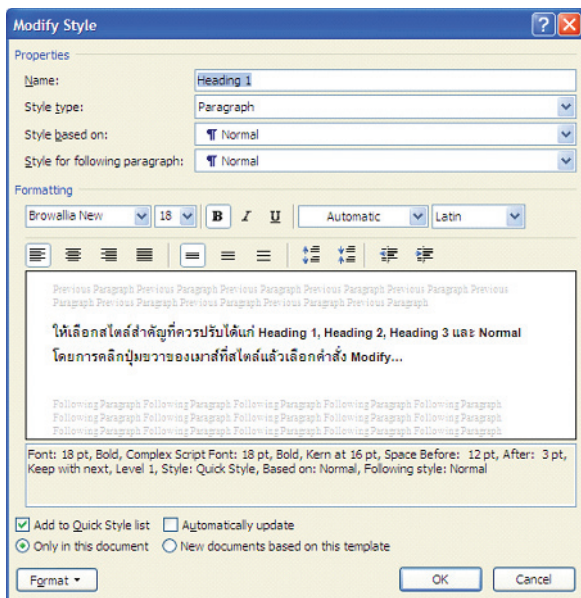 Modify Style
Properties
Name: Heading 1
Style type: Paragraph
Style based on: ¶ Normal
Style for following paragraph: ¶ Normal
Formatting
Browallia New 18 B I U Automatic Latin
Previous Paragraph Previous Paragraph Previous Paragraph Previous Paragraph Previous
Paragraph Previous Paragraph Previous Paragraph Previous Paragraph
ให้เลือกสไตล์สำคัญที่ควรปรับได้แก่ Heading 1, Heading 2, Heading 3 และ Normal
โดยการคลิกปุ่มขวาของเมาส์ที่สไตล์แล้วเลือกคำสั่ง Modify...
Following Paragraph Following Paragraph Following Paragraph Following Paragraph
Following Paragraph Following Paragraph Following Paragraph Following Paragraph
Following Paragraph Following Paragraph Following Paragraph Following Paragraph
Font: 18 pt, Bold, Complex Script Font: 18 pt, Bold, Kern at 16 pt, Space Before: 12 pt, After: 3 pt,
Keep with next, Level 1, Style: Quick Style, Based on: Normal, Following style: Normal
Add to Quick Style list Automatically update
Only in this document New documents based on this template
Format OK Cancel